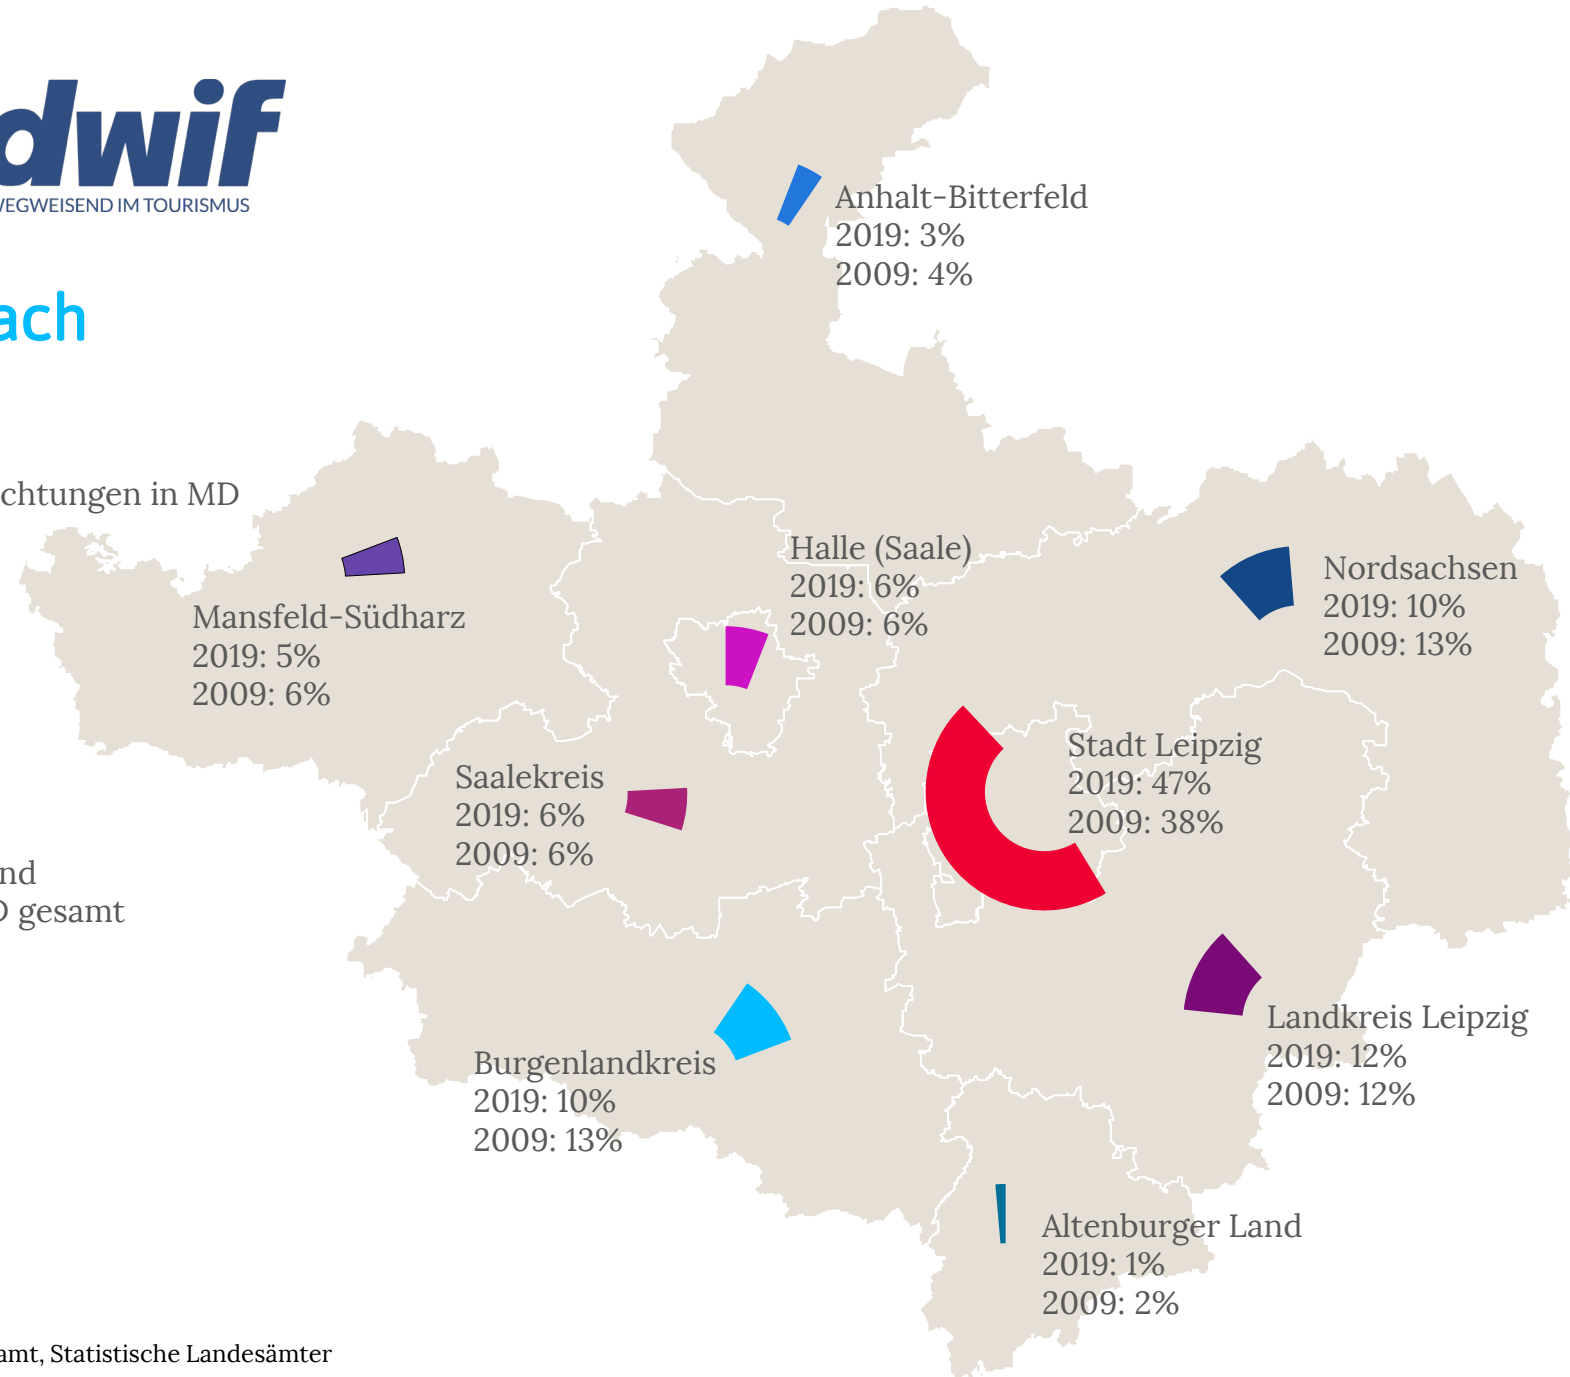 dwif
WEGWEISEND IM TOURISMUS
ach
chtungen in MD
nd
gesamt
amt, Statistische Landesämter
Anhalt-Bitterfeld
2019: 3%
2009: 4%
Halle (Saale)
2019: 6%
2009: 6%
Nordsachsen
2019: 10%
2009: 13%
Mansfeld-Südharz
2019: 5%
2009: 6%
Stadt Leipzig
2019: 47%
2009: 38%
Saalekreis
2019: 6%
2009: 6%
Landkreis Leipzig
2019: 12%
2009: 12%
Burgenlandkreis
2019: 10%
2009: 13%
Altenburger Land
2019: 1%
2009: 2%